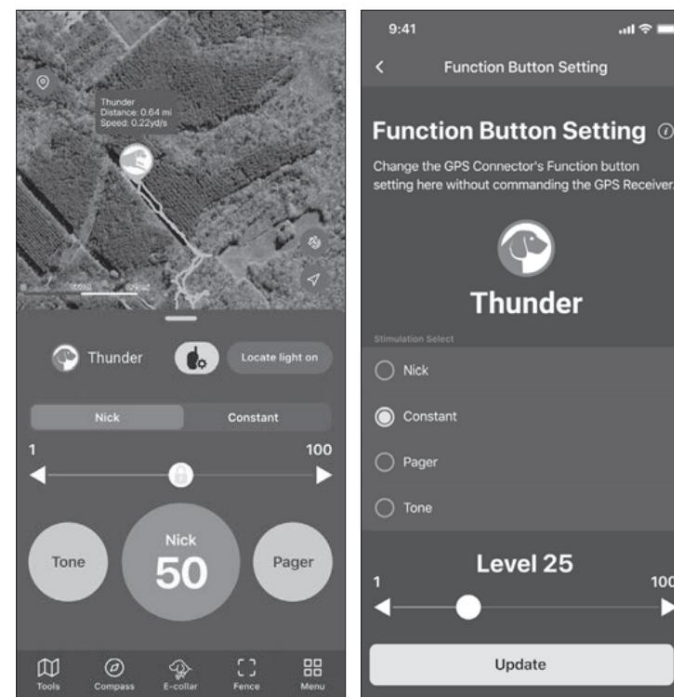 Thunder
Distance: 0.64 mi
Speed: 0.22yd/s
Thunder
Locate light on
Nick
Constant
1
100
Tone
Nick
50
Pager
Tools
Compass
E-collar
Fence
Menu
9:41
Function Button Setting
Function Button Setting
Change the GPS Connector's Function button
setting here without commanding the GPS Receiver.
Thunder
Stimulation Select
Nick
Constant
Pager
Tone
Level 25
1
100
Update